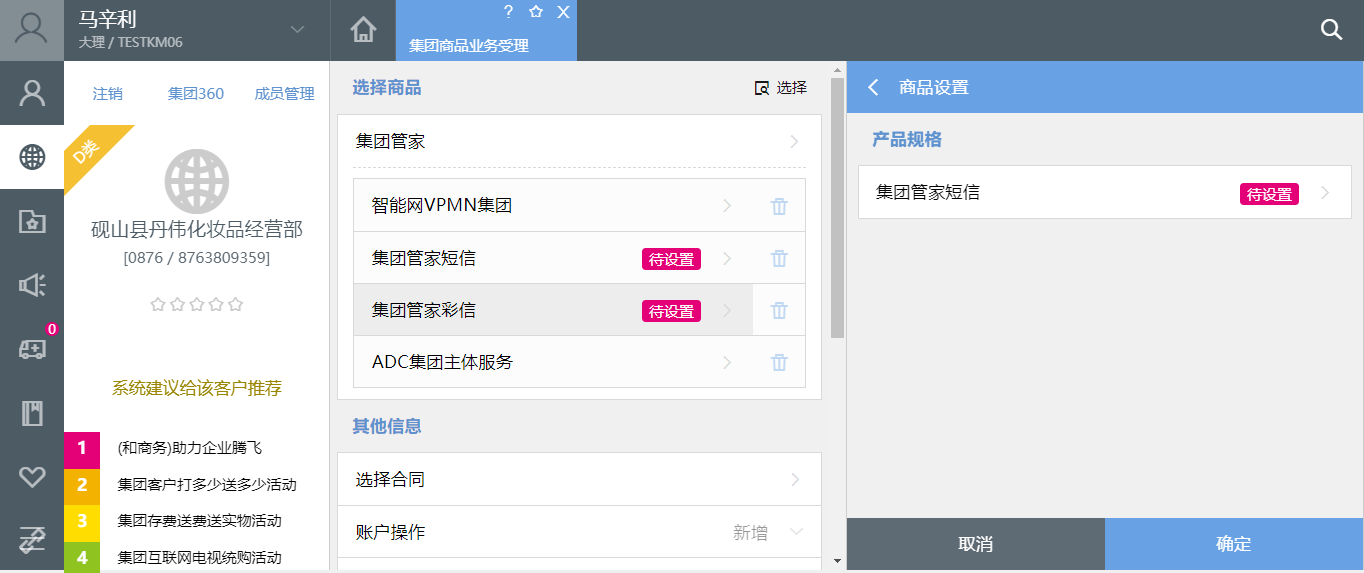 马辛利
大理 / TESTKM06
? X
集团商品业务受理
注销 集团360 成员管理
D类
砚山县丹伟化妆品经营部
[0876 / 8763809359]
0
系统建议给该客户推荐
1 (和商务)助力企业腾飞
2 集团客户打多少送多少活动
3 集团存费送费送实物活动
4 集团互联网电视统购活动
选择商品 选择
集团管家
智能网VPMN集团
集团管家短信 待设置
集团管家彩信 待设置
ADC集团主体服务
其他信息
选择合同
账户操作 新增
商品设置
产品规格
集团管家短信 待设置
取消 确定